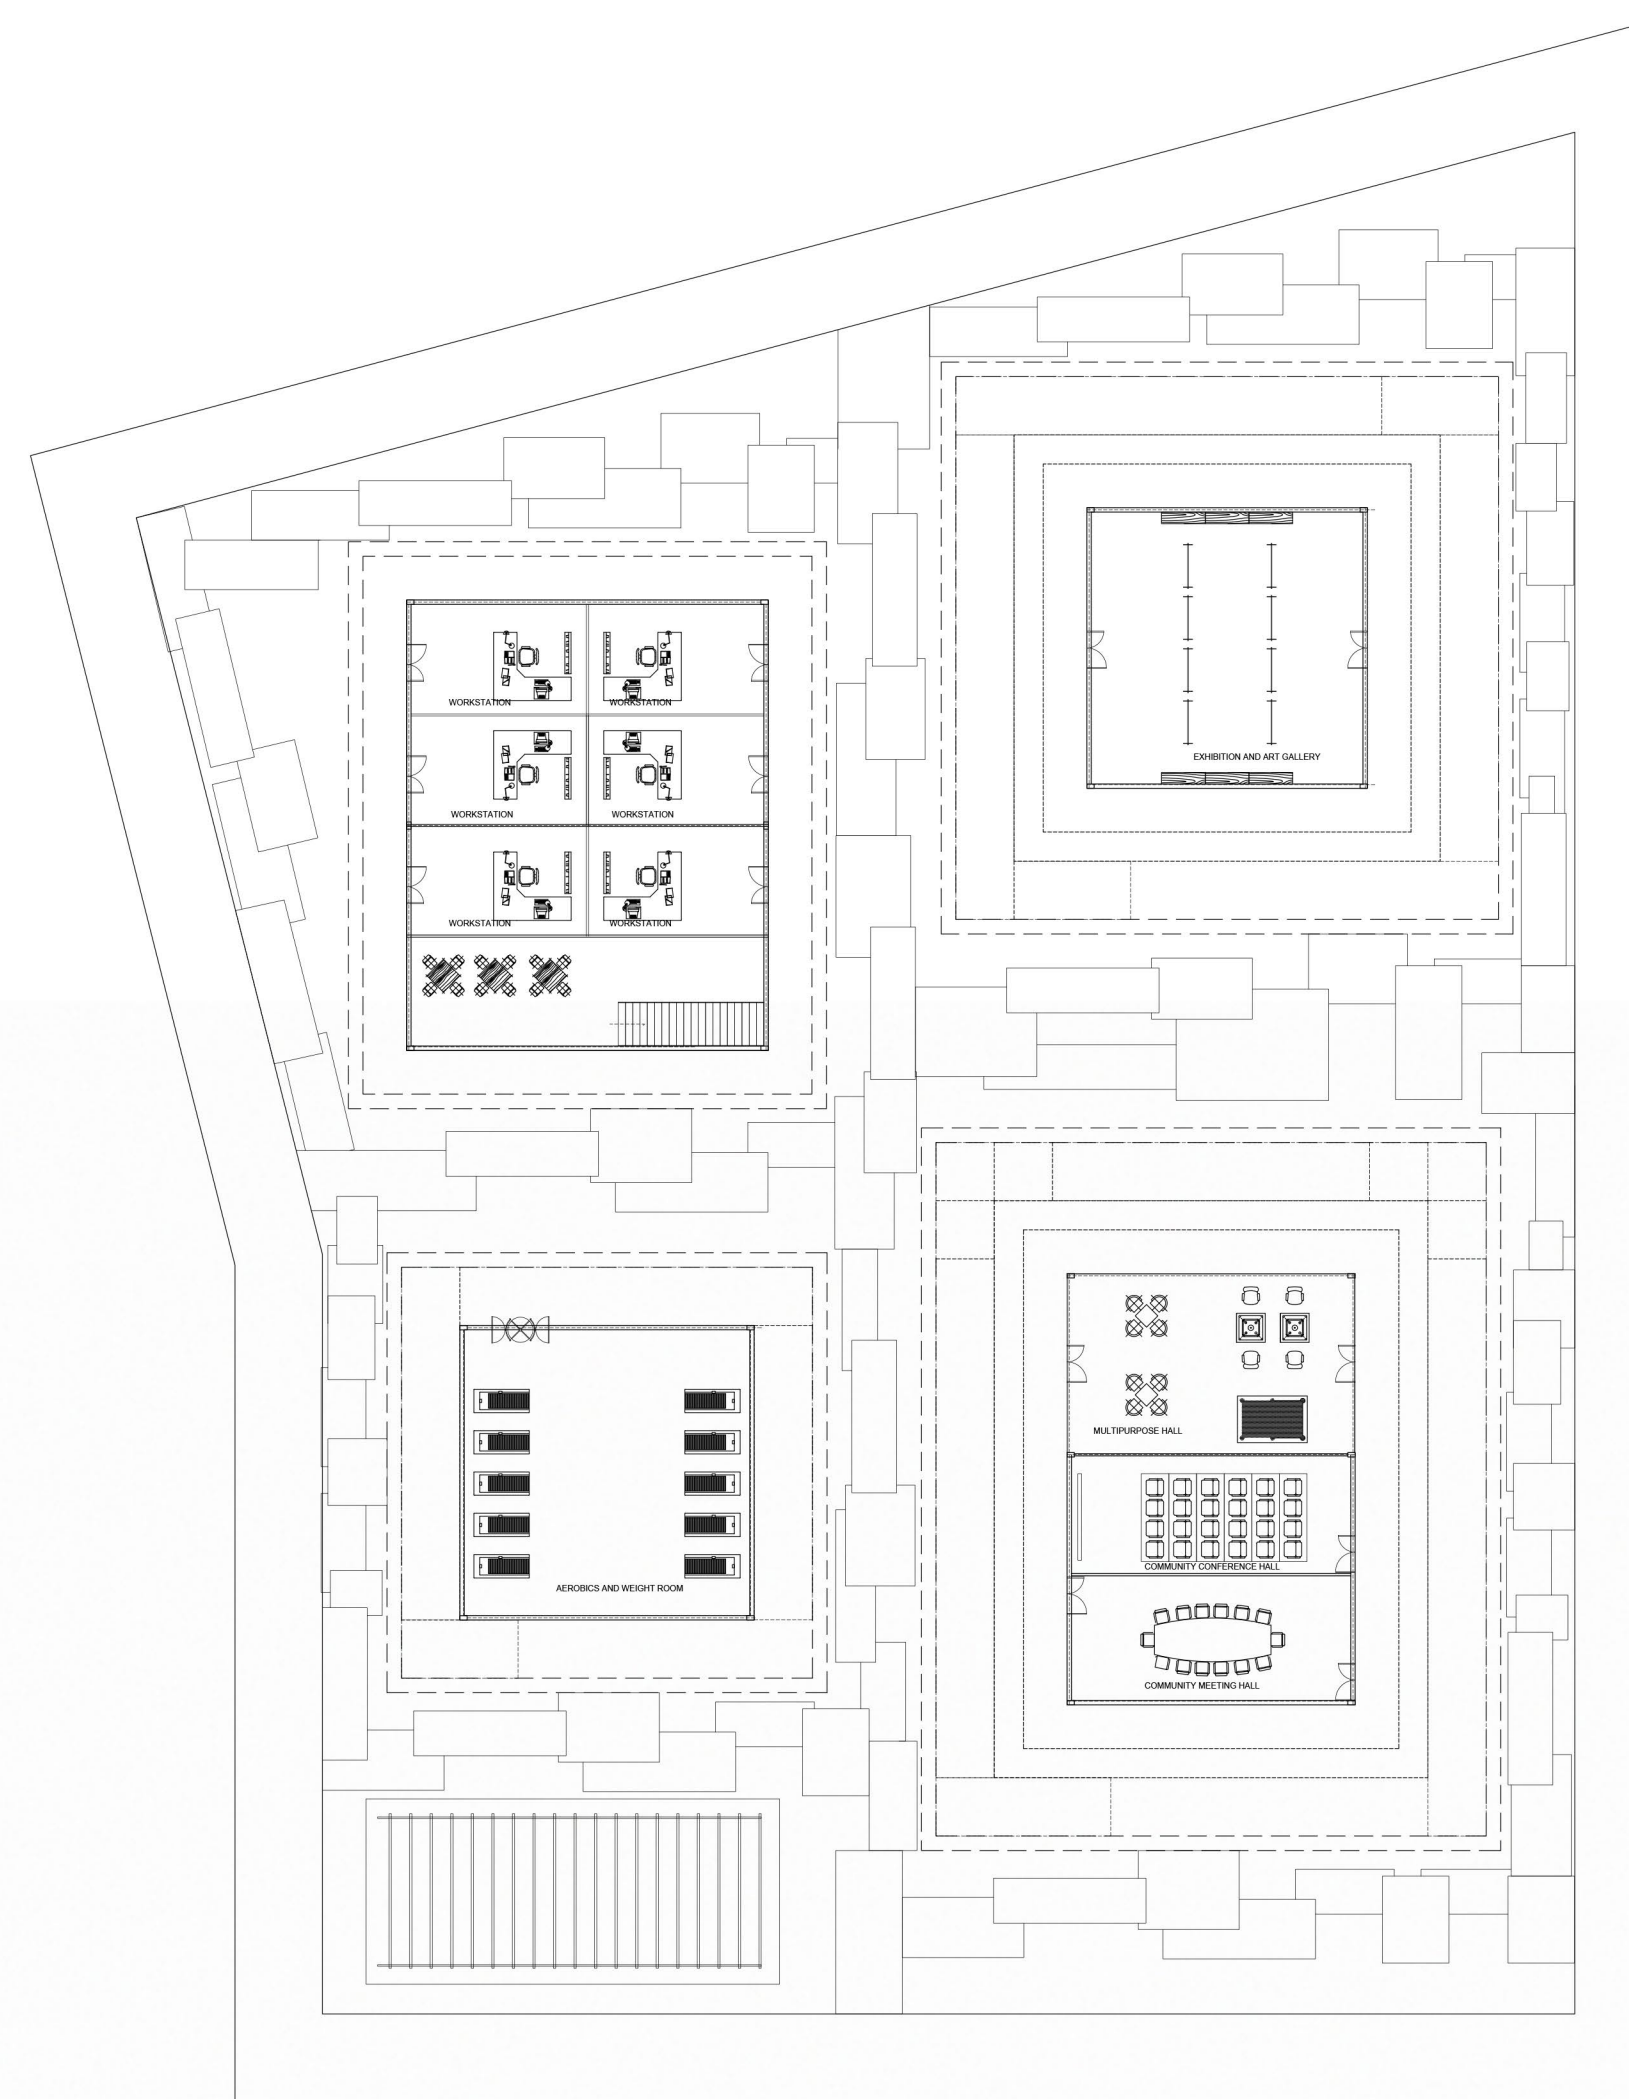 WORKSTATION
WORKSTATION
EXHIBITION AND ART GALLERY
WORKSTATION
WORKSTATION
WORKSTATION
WORKSTATION
MULTIPURPOSE HALL
COMMUNITY CONFERENCE HALL
AEROBICS AND WEIGHT ROOM
COMMUNITY MEETING HALL